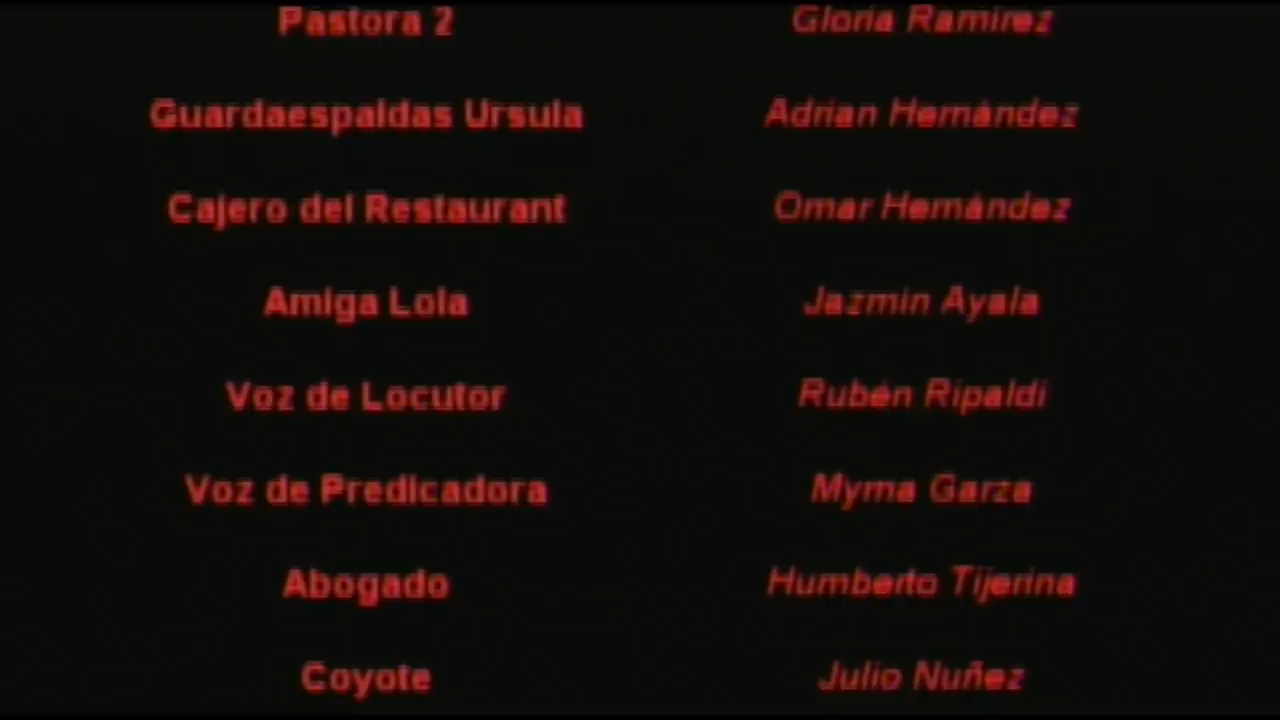 Pastora 2 Gloria Ramirez
Guardaespaldas Ursula Adrian Hernández
Cajero del Restaurant Omar Hernández
Amiga Lola Jazmin Ayala
Voz de Locutor Rubén Ripaldi
Voz de Predicadora Myrna Garza
Abogado Humberto Tijerina
Coyote Julio Nuñez